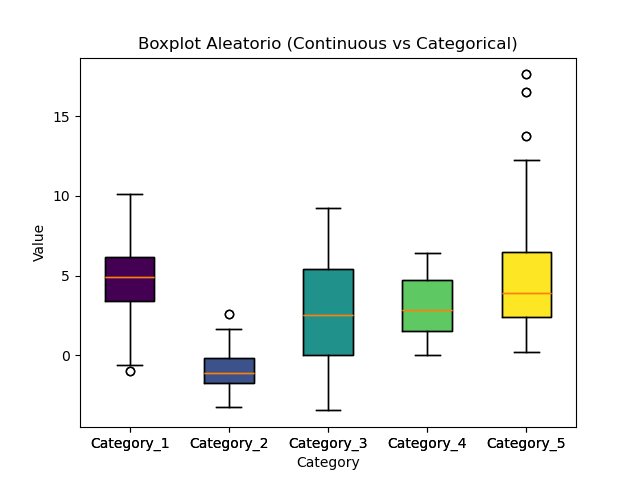 Boxplot Aleatorio (Continuous vs Categorical)
15
10
5
0
Value
Category_1
Category_2
Category_3
Category_4
Category_5
Category